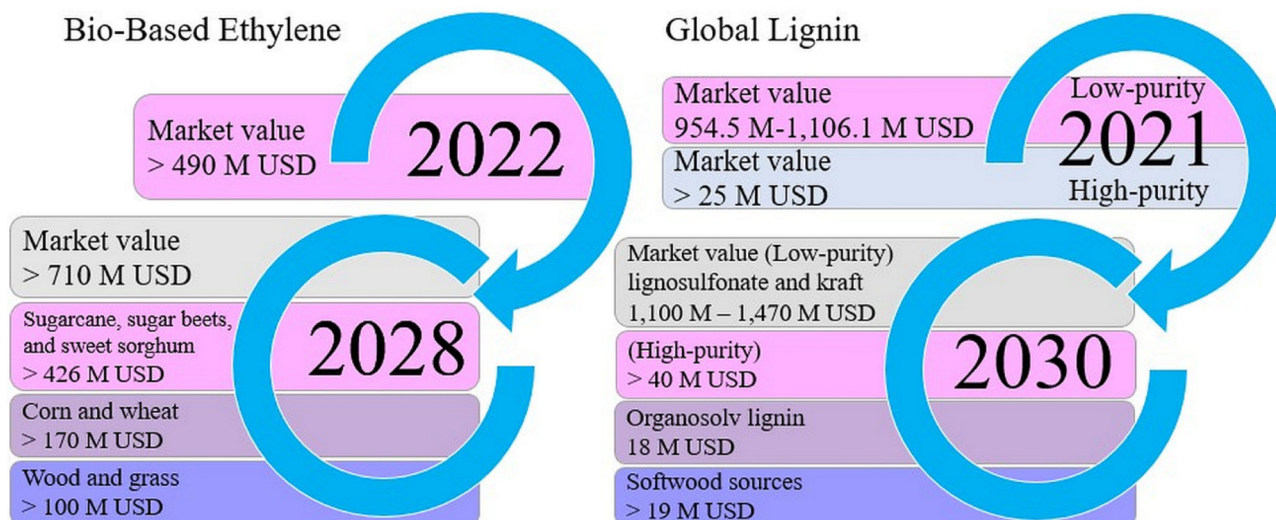 Bio-Based Ethylene
Market value
> 490 M USD
2022
Market value
> 710 M USD
Sugarcane, sugar beets,
and sweet sorghum
> 426 M USD
2028
Corn and wheat
> 170 M USD
Wood and grass
> 100 M USD
Global Lignin
Market value
954.5 M-1,106.1 M USD
Low-purity
2021
High-purity
Market value
> 25 M USD
Market value (Low-purity)
lignosulfonate and kraft
1,100 M – 1,470 M USD
(High-purity)
> 40 M USD
2030
Organosolv lignin
18 M USD
Softwood sources
> 19 M USD